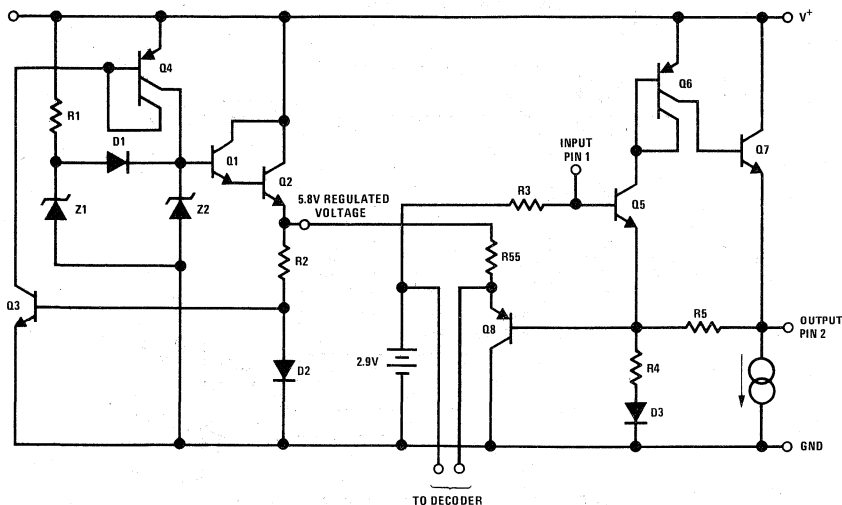 V+
Q4
Q6
R1
D1
INPUT
PIN 1
Q1
Q7
Q2
R3
5.8V REGULATED
VOLTAGE
Q5
Z1
Z2
R2
R55
Q3
R5
OUTPUT
PIN 2
Q8
2.9V
R4
D2
D3
GND
TO DECODER